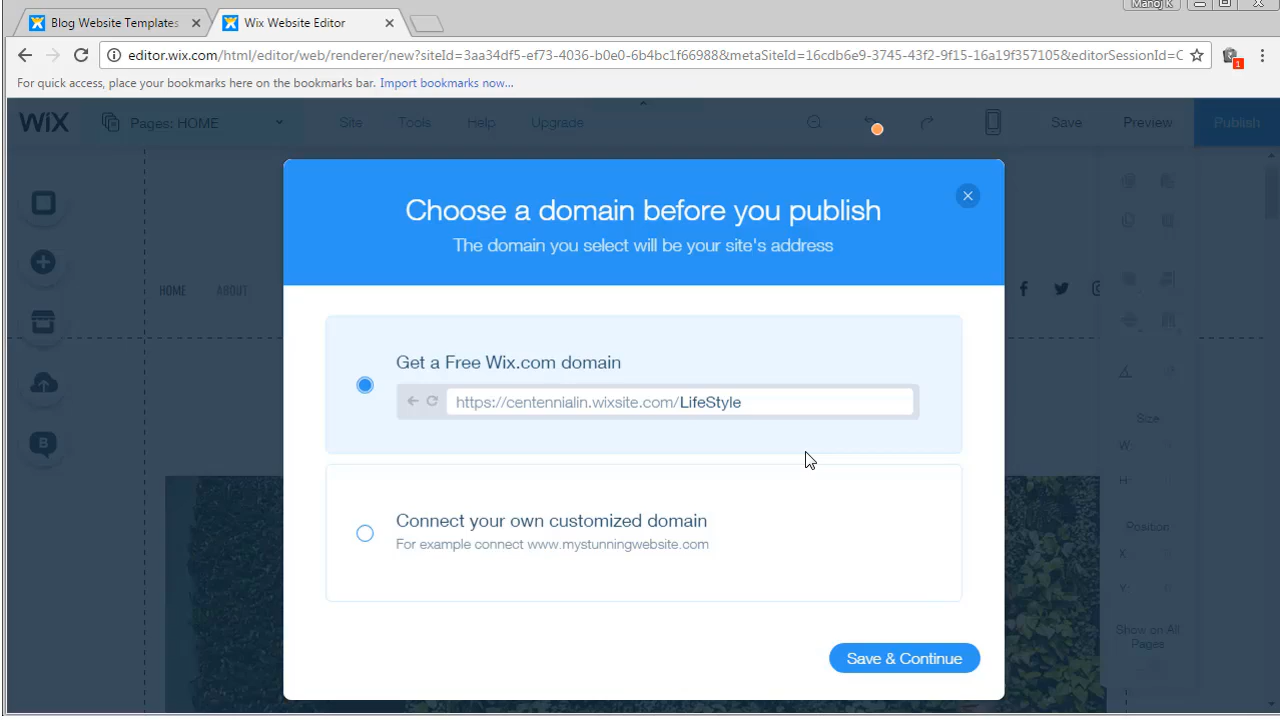 Manoj K
Blog Website Templates
Wix Website Editor
editor.wix.com/html/editor/web/renderer/new?siteId=3aa34df5-ef73-4036-b0e0-6b4bc1f66988&metaSiteId=16cdb6e9-3745-43f2-9f15-16a19f357105&editorSessionId=C
1
For quick access, place your bookmarks here on the bookmarks bar. Import bookmarks now...
WIX Pages: HOME Site Tools Help Upgrade Save Preview Publish
Choose a domain before you publish
The domain you select will be your site's address
HOME ABOUT
Get a Free Wix.com domain
https://centennialin.wixsite.com/LifeStyle
Size:
W:
H:
Connect your own customized domain
For example connect www.mystunningwebsite.com
Position
X:
Y:
Show on All
Pages
Save & Continue